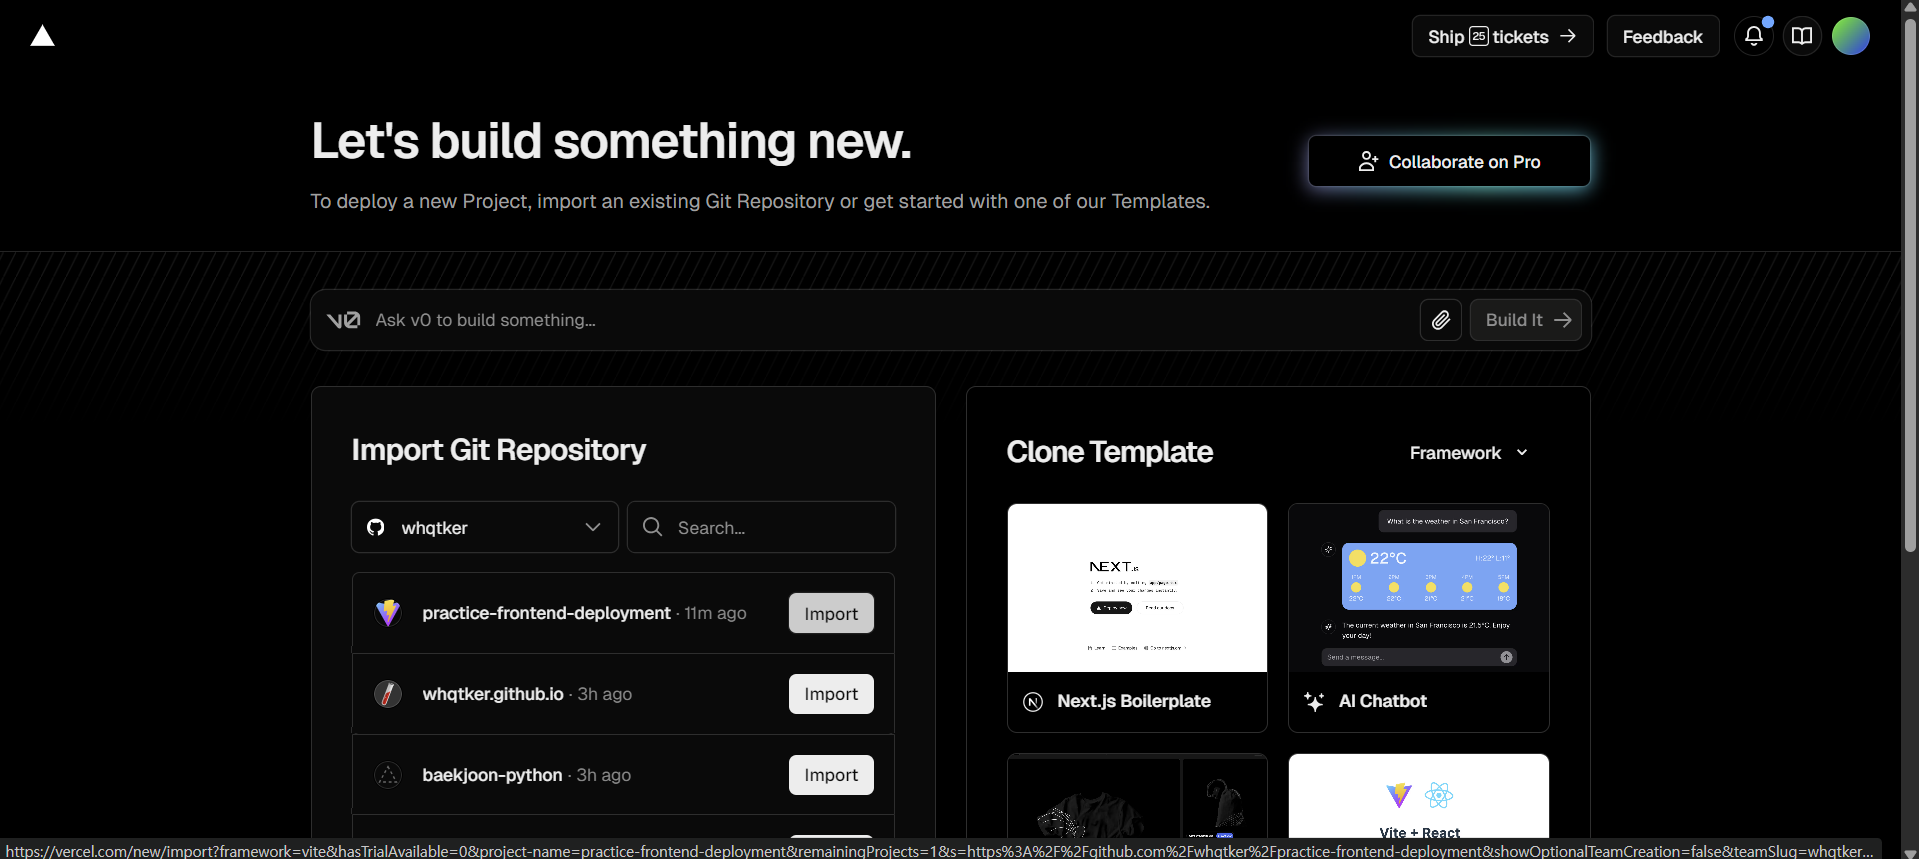 Ship 25 tickets →
Feedback
Let's build something new.
To deploy a new Project, import an existing Git Repository or get started with one of our Templates.
Collaborate on Pro
v0 Ask v0 to build something...
Build It →
Import Git Repository
whqtker
Search...
practice-frontend-deployment · 11m ago
Import
whqtker.github.io · 3h ago
Import
baekjoon-python · 3h ago
Import
Clone Template
Framework
NEXT.js
Next.js Boilerplate
What is the weather in San Francisco?
22°C
The current weather in San Francisco is 21.5°C. Enjoy
your day!
Send a message...
AI Chatbot
Vite + React
https://vercel.com/new/import?framework=vite&hasTrialAvailable=0&project-name=practice-frontend-deployment&remainingProjects=1&s=https%3A%2F%2Fgithub.com%2Fwhqtker%2Fpractice-frontend-deployment&showOptionalTeamCreation=false&teamSlug=whqtker...